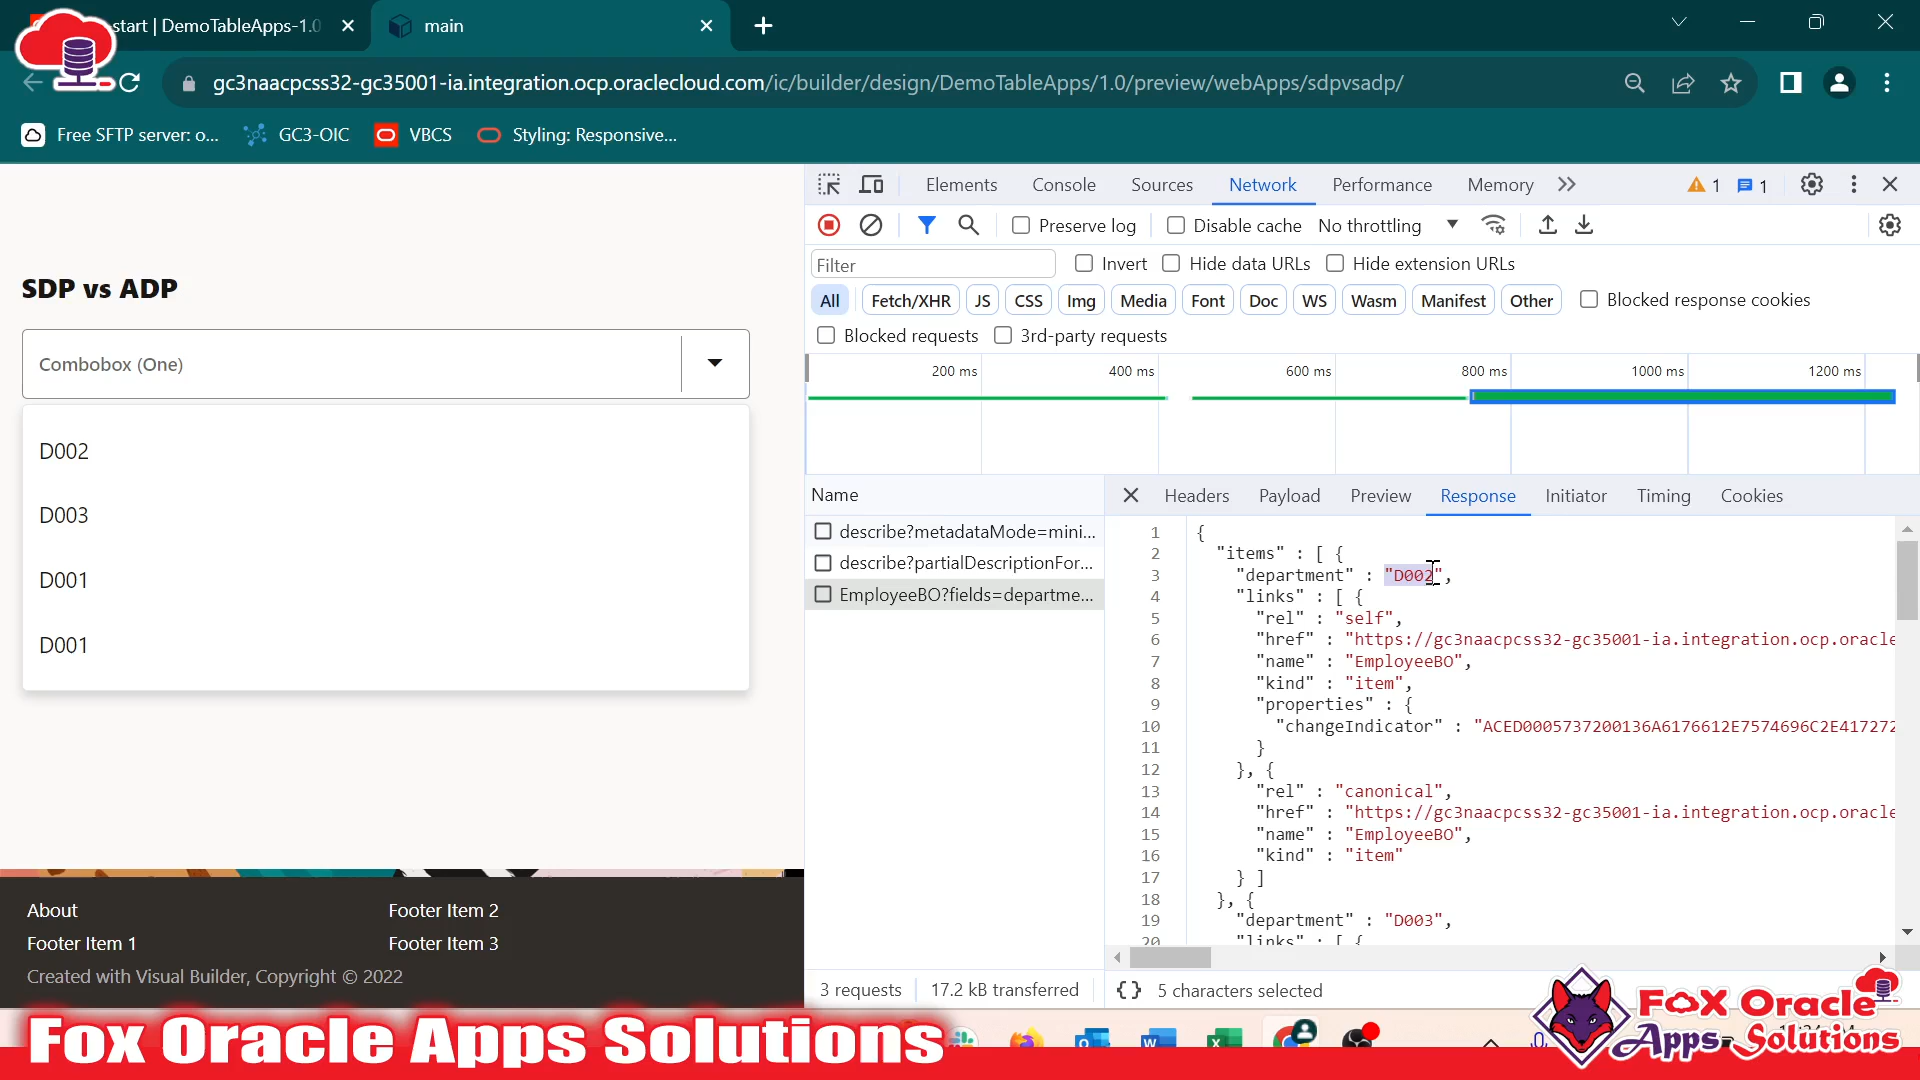 start | DemoTableApps-1.0
main
gc3naacpcss32-gc35001-ia.integration.ocp.oraclecloud.com/ic/builder/design/DemoTableApps/1.0/preview/webApps/sdpvsadp/
Free SFTP server: o...
GC3-OIC
VBCS
Styling: Responsive...
SDP vs ADP
Combobox (One)
D002
D003
D001
D001
About
Footer Item 2
Footer Item 1
Footer Item 3
Created with Visual Builder, Copyright © 2022
Elements Console Sources Network Performance Memory 1 1
Preserve log Disable cache No throttling
Filter Invert Hide data URLs Hide extension URLs
All Fetch/XHR JS CSS Img Media Font Doc WS Wasm Manifest Other Blocked response cookies
Blocked requests 3rd-party requests
200 ms 400 ms 600 ms 800 ms 1000 ms 1200 ms
Name
describe?metadataMode=mini...
describe?partialDescriptionFor...
EmployeeBO?fields=departme...
3 requests 17.2 kB transferred
Headers Payload Preview Response Initiator Timing Cookies
1 {
2 "items" : [ {
3 "department" : "D002",
4 "links" : [ {
5 "rel" : "self",
6 "href" : "https://gc3naacpcss32-gc35001-ia.integration.ocp.oracle
7 "name" : "EmployeeBO",
8 "kind" : "item",
9 "properties" : {
10 "changeIndicator" : "ACED0005737200136A6176612E7574696C2E417272
11 }
12 }, {
13 "rel" : "canonical",
14 "href" : "https://gc3naacpcss32-gc35001-ia.integration.ocp.oracle
15 "name" : "EmployeeBO",
16 "kind" : "item"
17 } ]
18 }, {
19 "department" : "D003",
20 "links" : [ {
{} 5 characters selected
Fox Oracle Apps Solutions
FOX Oracle
Apps Solutions